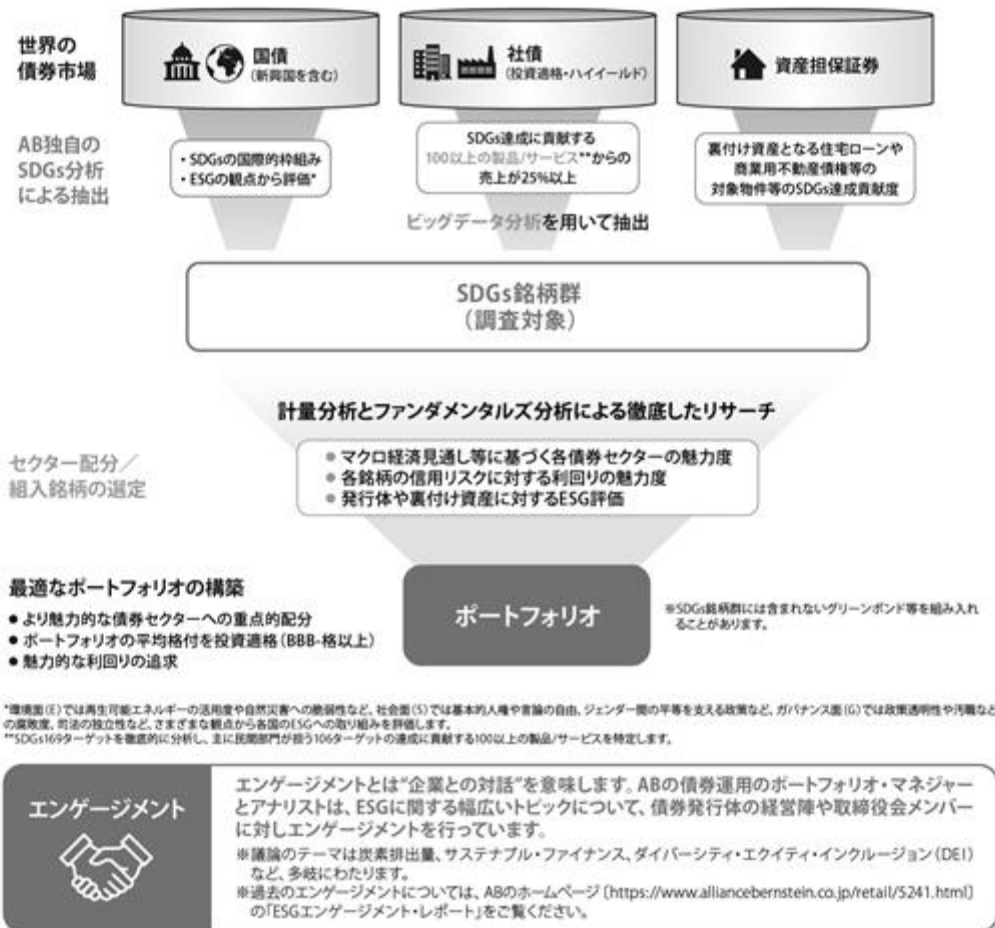 世界の
債券市場
国債
(新興国を含む)
社債
(投資適格・ハイイールド)
資産担保証券
AB独自の
SDGs分析
による抽出
・SDGsの国際的枠組み
・ESGの観点から評価*
SDGs達成に貢献する
100以上の製品/サービス**からの
売上が25%以上
裏付け資産となる住宅ローンや
商業用不動産債権等の
対象物件等のSDGs達成貢献度
ビッグデータ分析を用いて抽出
SDGs銘柄群
(調査対象)
計量分析とファンダメンタルズ分析による徹底したリサーチ
セクター配分/
組入銘柄の選定
● マクロ経済見通し等に基づく各債券セクターの魅力度
● 各銘柄の信用リスクに対する利回りの魅力度
● 発行体や裏付け資産に対するESG評価
最適なポートフォリオの構築
● より魅力的な債券セクターへの重点的配分
● ポートフォリオの平均格付を投資適格(BBB-格以上)
● 魅力的な利回りの追求
ポートフォリオ
※SDGs銘柄群には含まれないグリーンボンド等を組み入れ
ることがあります。
*環境面(E)では再生可能エネルギーの活用度や自然災害への脆弱性など、社会面(S)では基本的人権や言論の自由、ジェンダー間の平等を支える政策など、ガバナンス面(G)では政策透明性や汚職など
の腐敗度、司法の独立性など、さまざまな観点から各国のESGへの取り組みを評価します。
**SDGs169ターゲットを徹底的に分析し、主に民間部門が担う106ターゲットの達成に貢献する100以上の製品/サービスを特定します。
エンゲージメント
エンゲージメントとは"企業との対話"を意味します。ABの債券運用のポートフォリオ・マネジャー
とアナリストは、ESGに関する幅広いトピックについて、債券発行体の経営陣や取締役会メンバー
に対しエンゲージメントを行っています。
※議論のテーマは炭素排出量、サステナブル・ファイナンス、ダイバーシティ・エクイティ・インクルージョン(DEI)
など、多岐にわたります。
※過去のエンゲージメントについては、ABのホームページ〔https://www.alliancebernstein.co.jp/retail/5241.html〕
の「ESGエンゲージメント・レポート」をご覧ください。